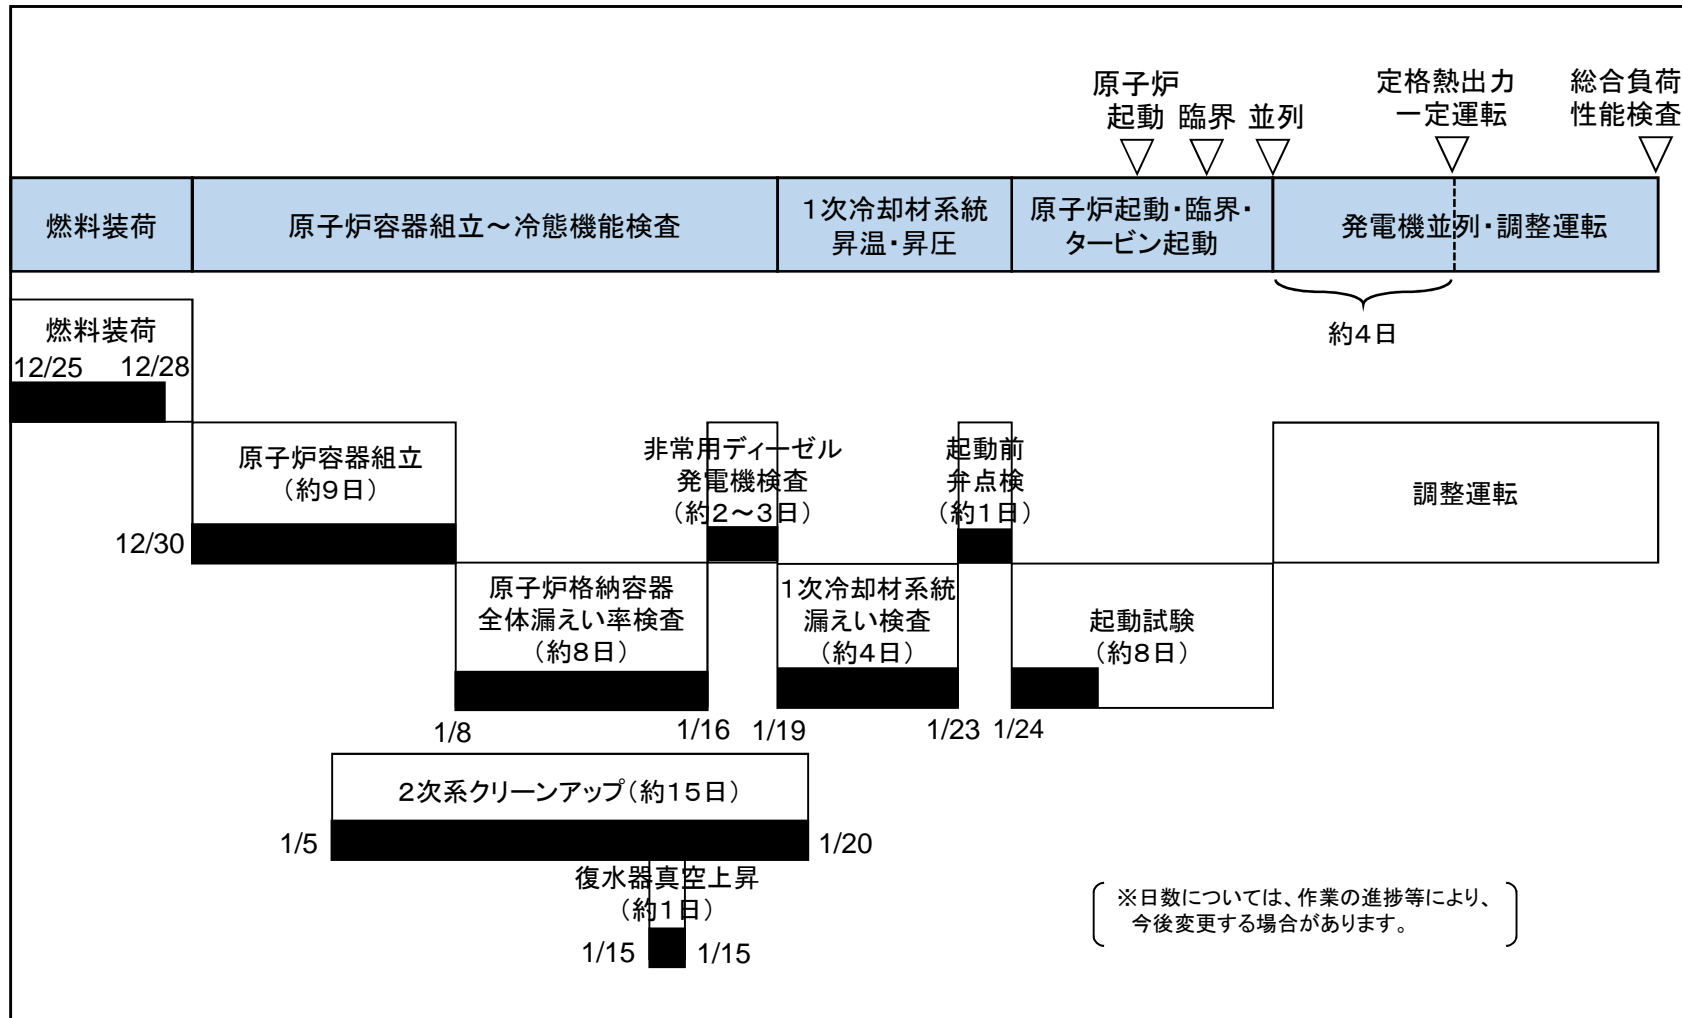 原子炉
起動
臨界
並列
定格熱出力
一定運転
総合負荷
性能検査
燃料装荷
原子炉容器組立～冷態機能検査
1次冷却材系統
昇温・昇圧
原子炉起動・臨界・
タービン起動
発電機並列・調整運転
約4日
燃料装荷
12/25
12/28
原子炉容器組立
（約9日）
12/30
非常用ディーゼル
発電機検査
（約2～3日）
起動前
弁点検
（約1日）
調整運転
原子炉格納容器
全体漏えい率検査
（約8日）
1次冷却材系統
漏えい検査
（約4日）
起動試験
（約8日）
1/8
1/16
1/19
1/23
1/24
2次系クリーンアップ（約15日）
1/5
1/20
復水器真空上昇
（約1日）
1/15
1/15
※日数については、作業の進捗等により、
今後変更する場合があります。